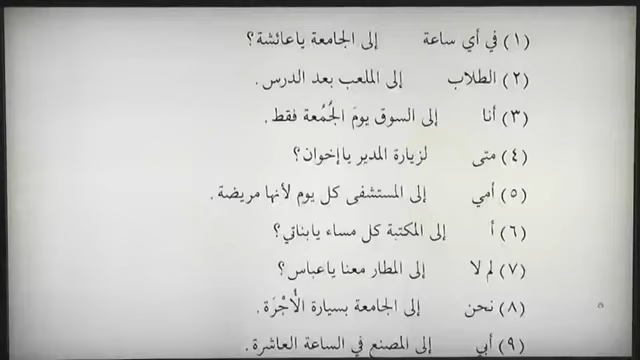 (١) في أي ساعة إلى الجامعة ياعائشة؟
(٢) الطلاب إلى الملعب بعد الدرس.
(٣) أنا إلى السوق يومَ الجُمُعة فقط.
(٤) متى لزيارة المدير ياإخوان؟
(٥) أمي إلى المستشفى كل يوم لأنها مريضة.
(٦) أ إلى المكتبة كل مساء يابناتي؟
(٧) لم لا إلى المطار معنا ياعباس؟
(٨) نحن إلى الجامعة بسيارة الأُجْرَة.
(٩) أبي إلى المصنع في الساعة العاشرة.